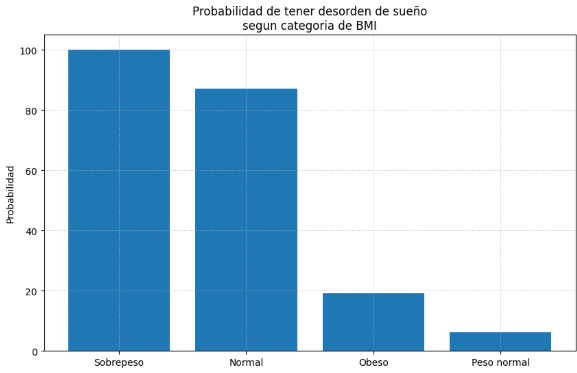 Probabilidad de tener desorden de sueño
segun categoria de BMI
Probabilidad
100
80
60
40
20
0
Sobrepeso Normal Obeso Peso normal